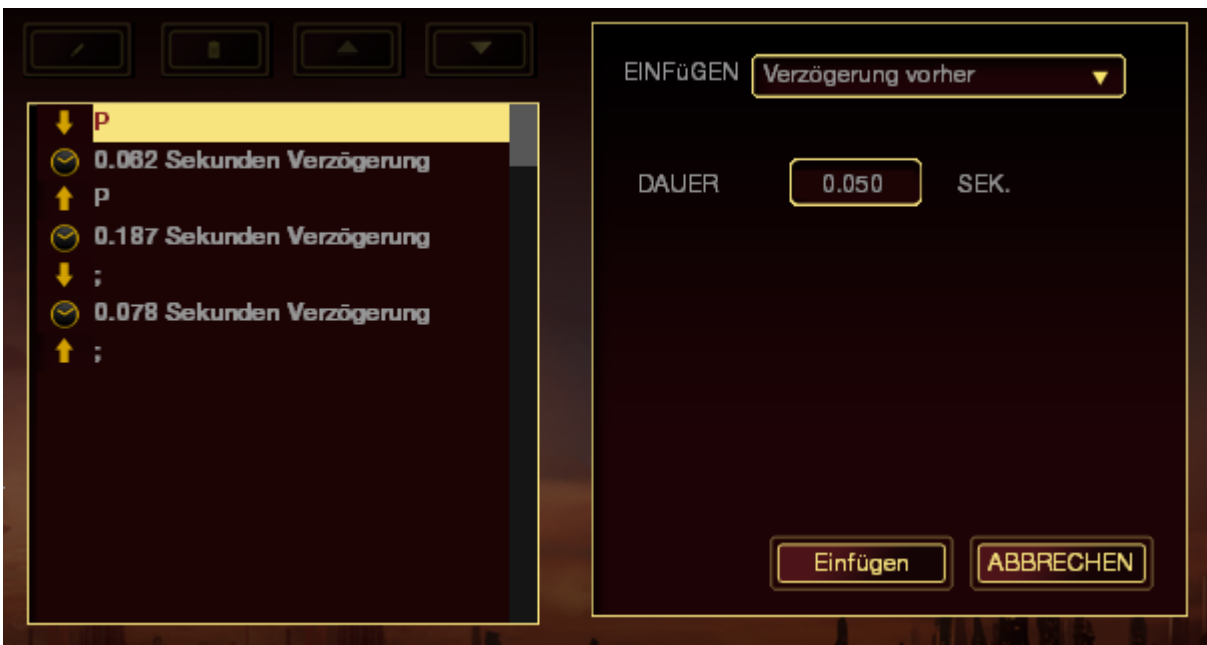 P
0.062 Sekunden Verzögerung
P
0.187 Sekunden Verzögerung
;
0.078 Sekunden Verzögerung
;
EINFüGEN Verzögerung vorher
DAUER 0.050 SEK.
Einfügen ABBRECHEN